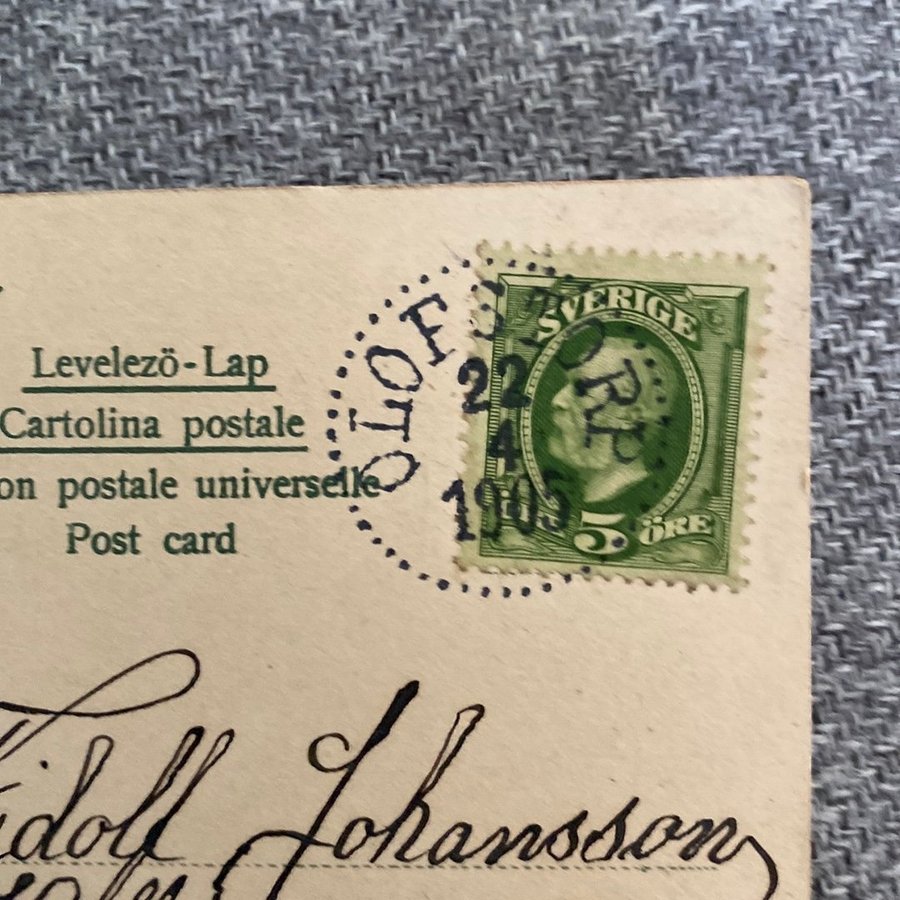 SVERIGE
5 ÖRE
OLOFSTORP
22
4
1905
Levelezö-Lap
Cartolina postale
on postale universelle
Post card
Johansson